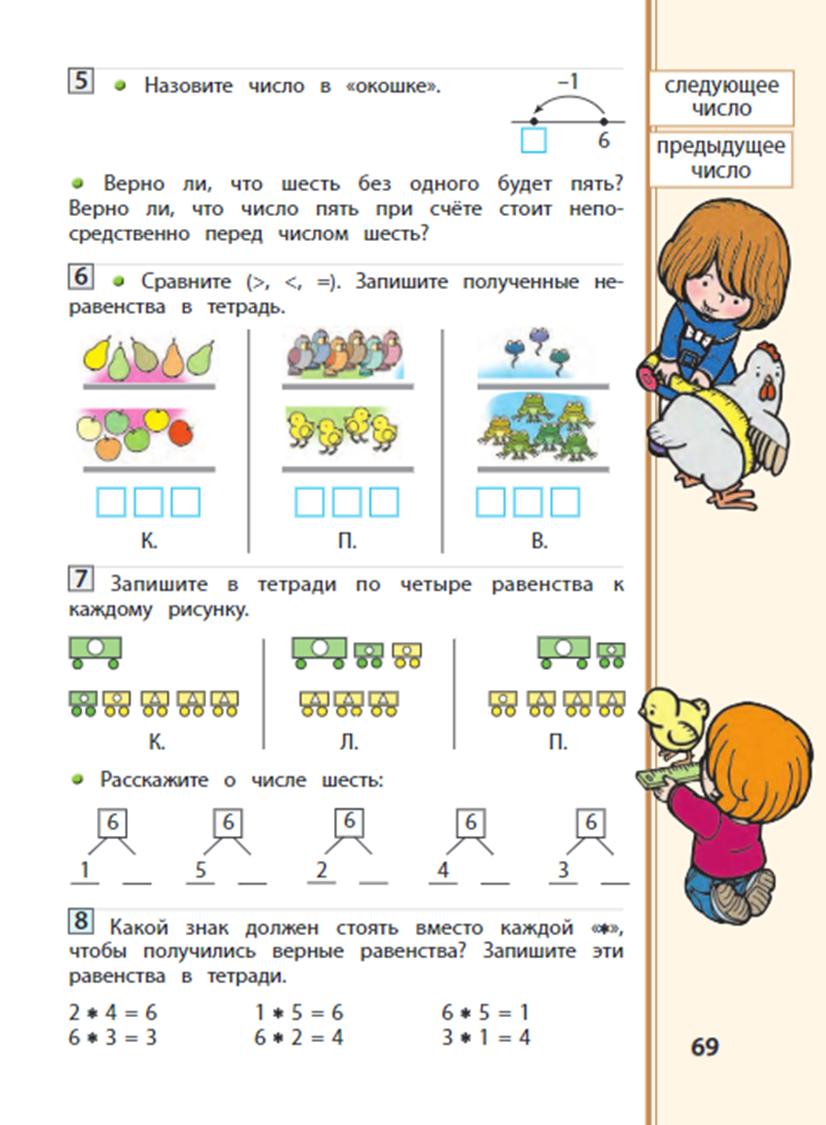 5 • Назовите число в «окошке».
–1
6
следующее
число
предыдущее
число
• Верно ли, что шесть без одного будет пять?
Верно ли, что число пять при счёте стоит непо-
средственно перед числом шесть?
6 • Сравните (>, <, =). Запишите полученные не-
равенства в тетрадь.
К. П. В.
7 Запишите в тетради по четыре равенства к
каждому рисунку.
К. Л. П.
• Расскажите о числе шесть:
6 6 6 6 6
1 5 2 4 3
8 Какой знак должен стоять вместо каждой «*»,
чтобы получились верные равенства? Запишите эти
равенства в тетради.
2 * 4 = 6 1 * 5 = 6 6 * 5 = 1
6 * 3 = 3 6 * 2 = 4 3 * 1 = 4
69